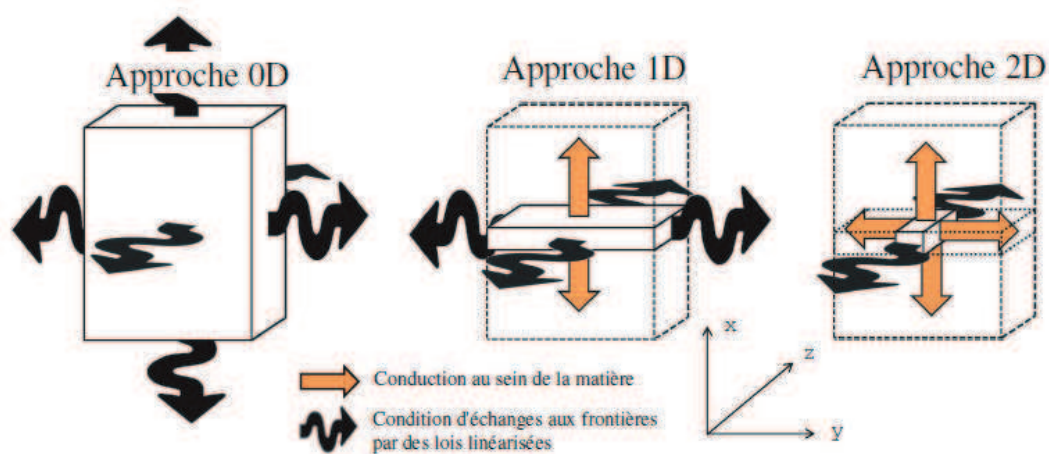 Approche 0D
Approche 1D
Approche 2D
x
z
y
Conduction au sein de la matière
Condition d'échanges aux frontières
par des lois linéarisées